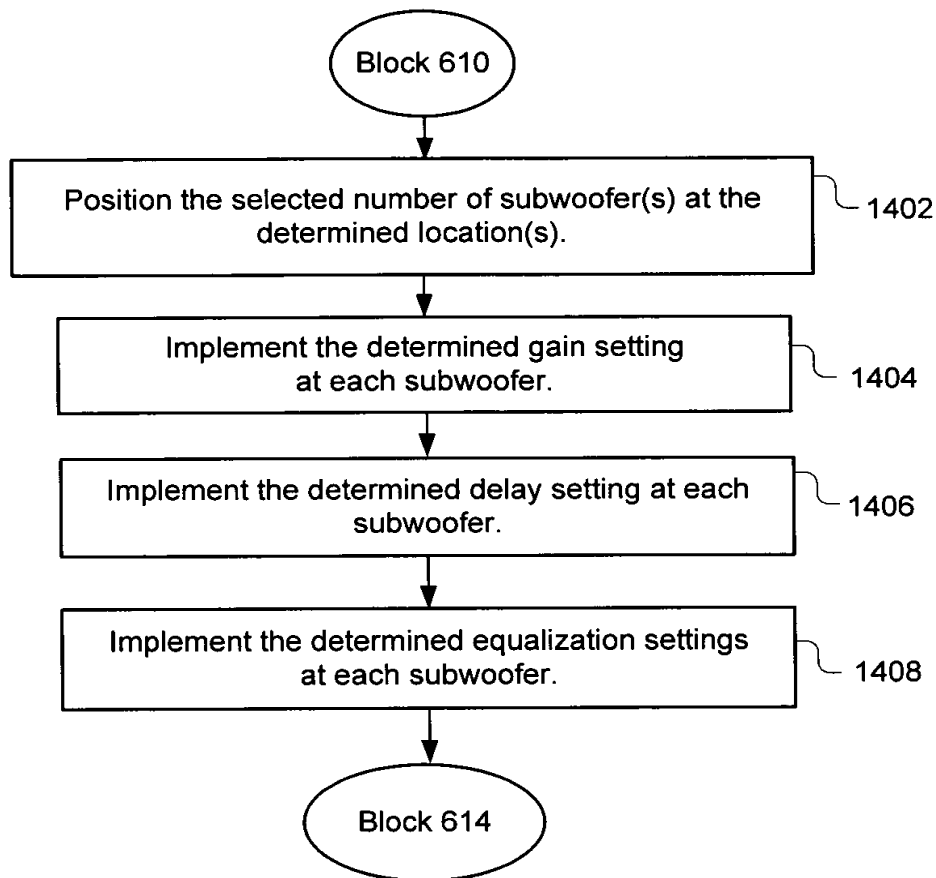 Block 610
Position the selected number of subwoofer(s) at the
determined location(s).
1402
Implement the determined gain setting
at each subwoofer.
1404
Implement the determined delay setting at each
subwoofer.
1406
Implement the determined equalization settings
at each subwoofer.
1408
Block 614